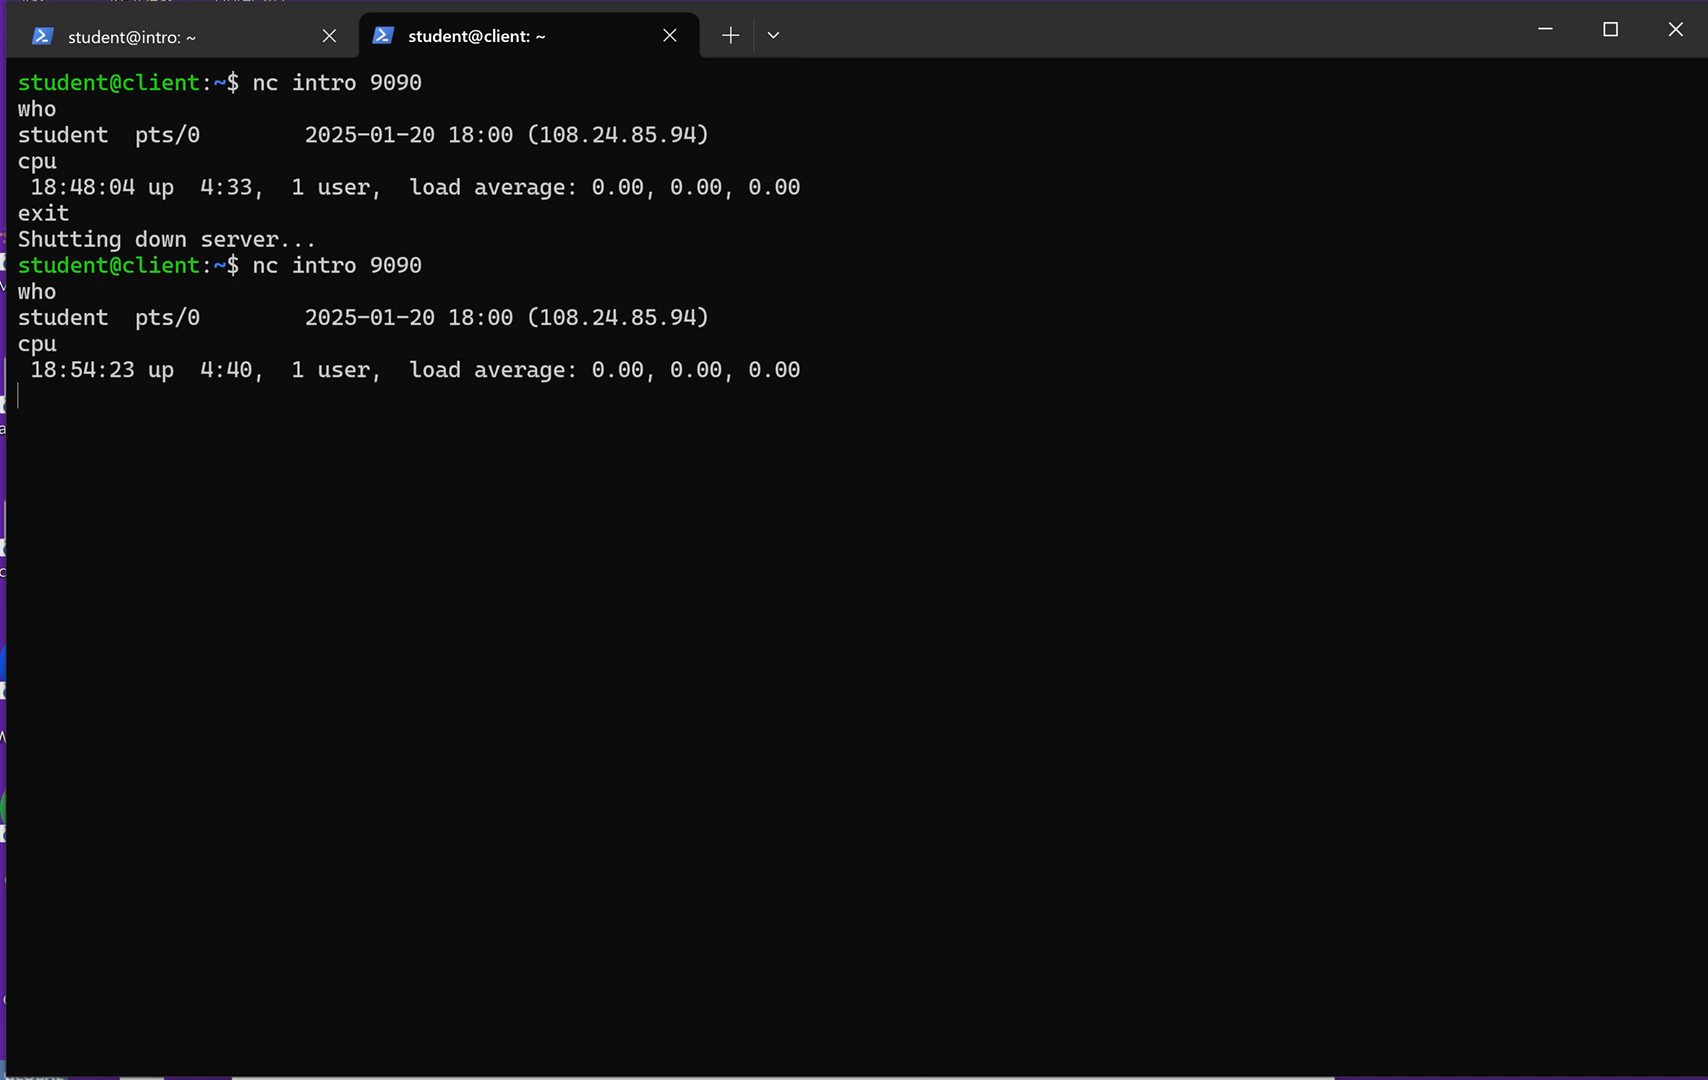 student@intro: ~
student@client: ~
student@client:~$ nc intro 9090
who
student  pts/0        2025-01-20 18:00 (108.24.85.94)
cpu
 18:48:04 up  4:33,  1 user,  load average: 0.00, 0.00, 0.00
exit
Shutting down server...
student@client:~$ nc intro 9090
who
student  pts/0        2025-01-20 18:00 (108.24.85.94)
cpu
 18:54:23 up  4:40,  1 user,  load average: 0.00, 0.00, 0.00